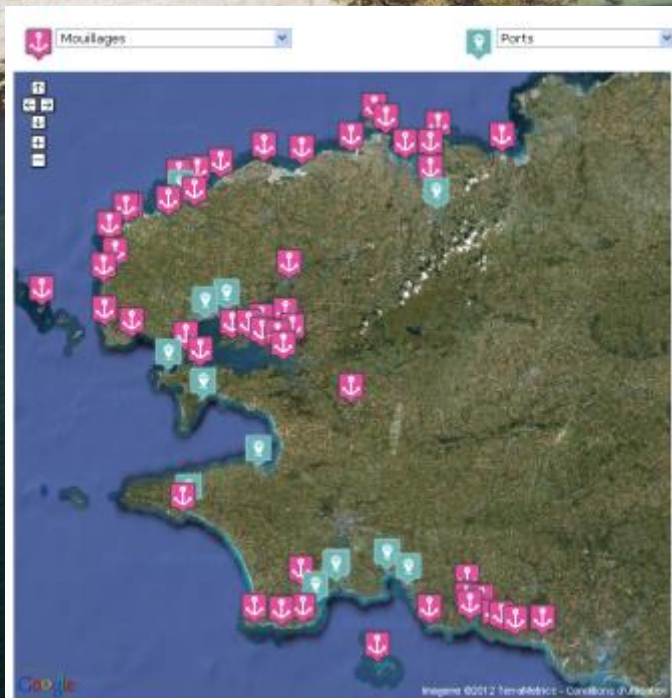 Mouillages
Ports
Google
Imagerie ©2012 TerraMetrics - Conditions d'utilisation